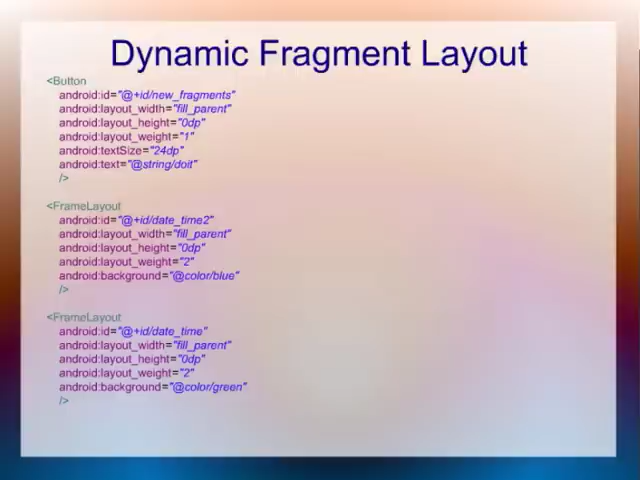 Dynamic Fragment Layout
<Button
android:id="@+id/new_fragments"
android:layout_width="fill_parent"
android:layout_height="0dp"
android:layout_weight="1"
android:textSize="24dp"
android:text="@string/doit"
/>
<FrameLayout
android:id="@+id/date_time2"
android:layout_width="fill_parent"
android:layout_height="0dp"
android:layout_weight="2"
android:background="@color/blue"
/>
<FrameLayout
android:id="@+id/date_time"
android:layout_width="fill_parent"
android:layout_height="0dp"
android:layout_weight="2"
android:background="@color/green"
/>